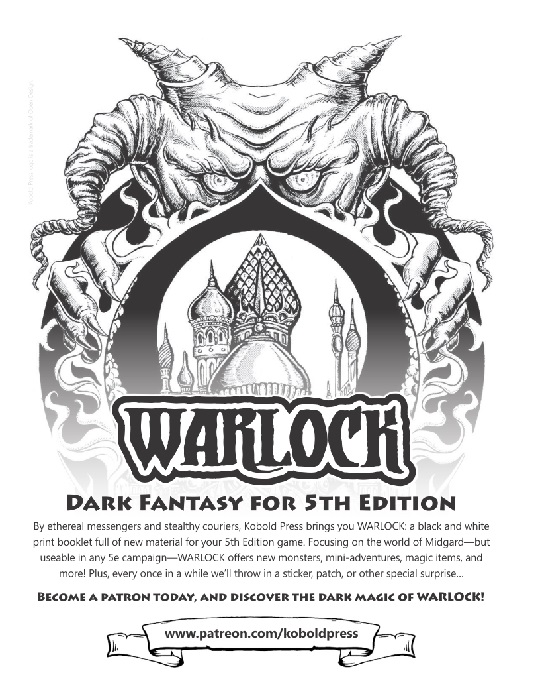 WARLOCK
Dark Fantasy for 5th Edition
By ethereal messengers and stealthy couriers, Kobold Press brings you WARLOCK: a black and white
print booklet full of new material for your 5th Edition game. Focusing on the world of Midgard—but
useable in any 5e campaign—WARLOCK offers new monsters, mini-adventures, magic items, and
more! Plus, every once in a while we'll throw in a sticker, patch, or other special surprise...
Become a patron today, and discover the dark magic of WARLOCK!
www.patreon.com/koboldpress